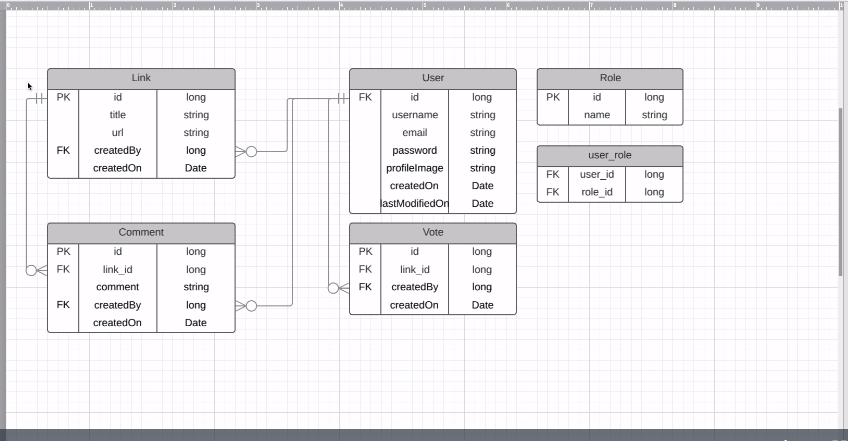 Link
PK id long
title string
url string
FK createdBy long
createdOn Date
User
FK id long
username string
email string
password string
profileImage string
createdOn Date
lastModifiedOn Date
Role
PK id long
name string
user_role
FK user_id long
FK role_id long
Comment
PK id long
FK link_id long
comment string
FK createdBy long
createdOn Date
Vote
PK id long
FK link_id long
FK createdBy long
createdOn Date